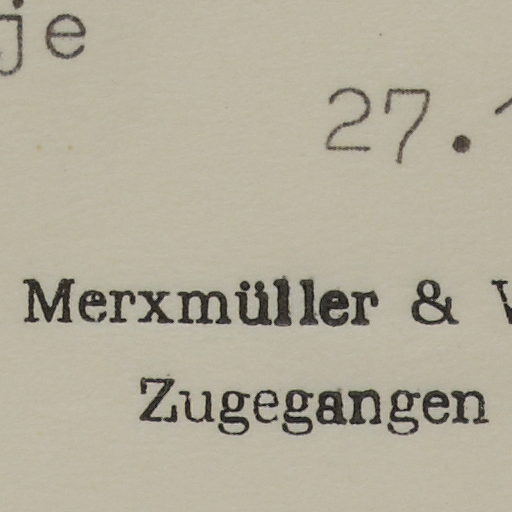 je
27.
Merxmüller &
Zugegangen